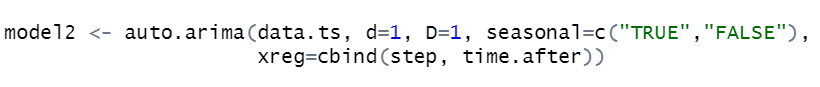 model2 <- auto.arima(data.ts, d=1, D=1, seasonal=c("TRUE","FALSE"),
xreg=cbind(step, time.after))